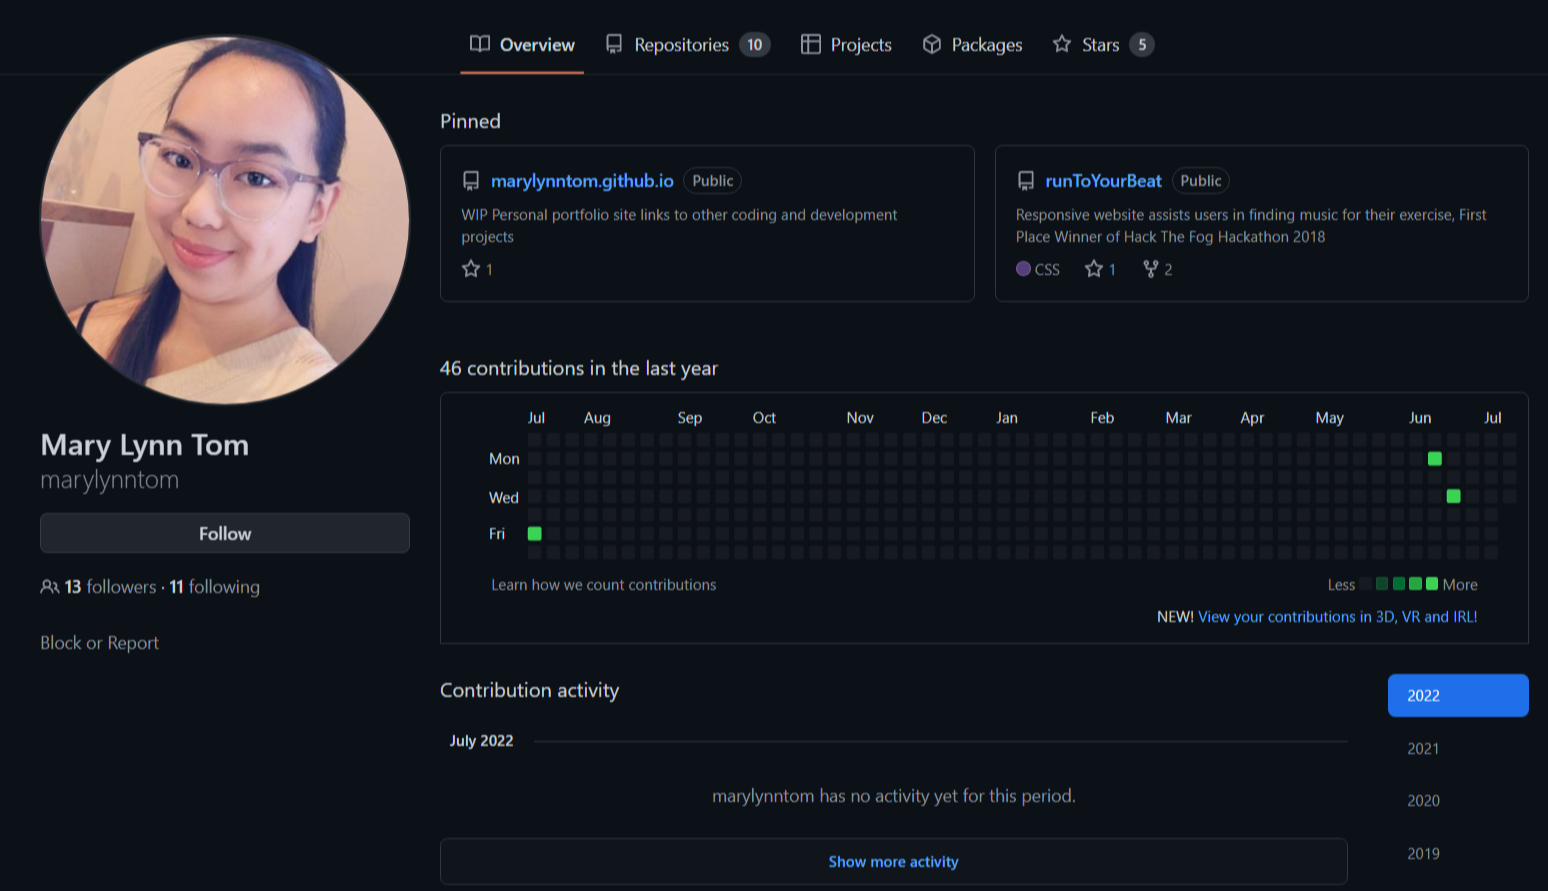 Overview Repositories 10 Projects Packages Stars 5
Mary Lynn Tom
marylynntom
Follow
13 followers · 11 following
Block or Report
Pinned
marylynntom.github.io Public
WIP Personal portfolio site links to other coding and development
projects
1
runToYourBeat Public
Responsive website assists users in finding music for their exercise, First
Place Winner of Hack The Fog Hackathon 2018
CSS 1 2
46 contributions in the last year
Jul Aug Sep Oct Nov Dec Jan Feb Mar Apr May Jun Jul
Mon
Wed
Fri
Learn how we count contributions
Less More
NEW! View your contributions in 3D, VR and IRL!
Contribution activity
2022
2021
2020
2019
July 2022
marylynntom has no activity yet for this period.
Show more activity